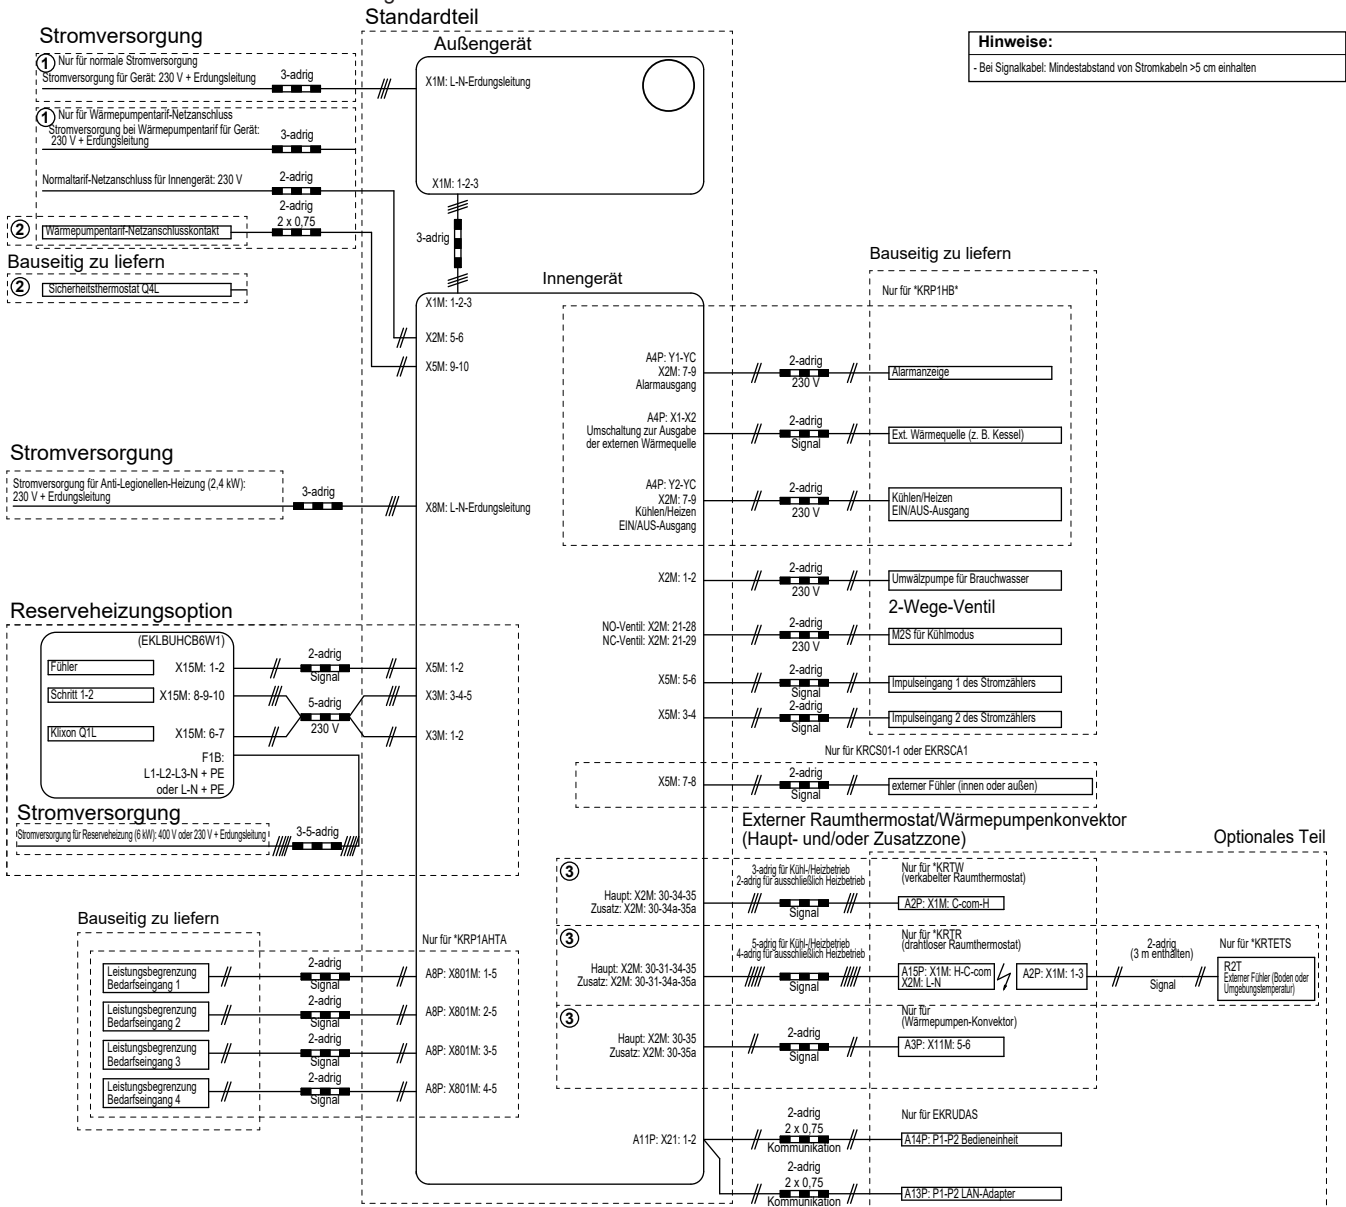 Standardteil
Stromversorgung
1 Nur für normale Stromversorgung
Stromversorgung für Gerät: 230 V + Erdungsleitung
3-adrig
1 Nur für Wärmepumpentarif-Netzanschluss
Stromversorgung bei Wärmepumpentarif für Gerät:
230 V + Erdungsleitung
3-adrig
Normaltarif-Netzanschluss für Innengerät: 230 V
2-adrig
2-adrig
2 x 0,75
2 Wärmepumpentarif-Netzanschlusskontakt
Bauseitig zu liefern
2 Sicherheitsthermostat Q4L
Außengerät
X1M: L-N-Erdungsleitung
X1M: 1-2-3
3-adrig
Hinweise:
- Bei Signalkabel: Mindestabstand von Stromkabeln >5 cm einhalten
Innengerät
X1M: 1-2-3
X2M: 5-6
X5M: 9-10
Bauseitig zu liefern
Nur für *KRP1HB*
A4P: Y1-YC
X2M: 7-9
Alarmausgang
2-adrig
230 V
Alarmanzeige
A4P: X1-X2
Umschaltung zur Ausgabe
der externen Wärmequelle
2-adrig
Signal
Ext. Wärmequelle (z. B. Kessel)
A4P: Y2-YC
X2M: 7-9
Kühlen/Heizen
EIN/AUS-Ausgang
2-adrig
230 V
Kühlen/Heizen
EIN/AUS-Ausgang
Stromversorgung
Stromversorgung für Anti-Legionellen-Heizung (2,4 kW):
230 V + Erdungsleitung
3-adrig
X8M: L-N-Erdungsleitung
X2M: 1-2
2-adrig
230 V
Umwälzpumpe für Brauchwasser
2-Wege-Ventil
NO-Ventil: X2M: 21-28
NC-Ventil: X2M: 21-29
2-adrig
230 V
M2S für Kühlmodus
X5M: 5-6
2-adrig
Signal
Impulseingang 1 des Stromzählers
X5M: 3-4
2-adrig
Signal
Impulseingang 2 des Stromzählers
Nur für KRCS01-1 oder EKRSCA1
X5M: 7-8
2-adrig
Signal
externer Fühler (innen oder außen)
Reserveheizungsoption
(EKLBUHCB6W1)
Fühler
X15M: 1-2
2-adrig
Signal
X5M: 1-2
Schritt 1-2
X15M: 8-9-10
5-adrig
230 V
X3M: 3-4-5
Klixon Q1L
X15M: 6-7
X3M: 1-2
F1B:
L1-L2-L3-N + PE
oder L-N + PE
Stromversorgung
Stromversorgung für Reserveheizung (6 kW): 400 V oder 230 V + Erdungsleitung
3-5-adrig
Externer Raumthermostat/Wärmepumpenkonvektor
(Haupt- und/oder Zusatzzone)
Optionales Teil
3
Haupt: X2M: 30-34-35
Zusatz: X2M: 30-34a-35a
3-adrig für Kühl-/Heizbetrieb
2-adrig für ausschließlich Heizbetrieb
Signal
Nur für *KRTW
(verkabelter Raumthermostat)
A2P: X1M: C-com-H
3
Haupt: X2M: 30-31-34-35
Zusatz: X2M: 30-31-34a-35a
5-adrig für Kühl-/Heizbetrieb
4-adrig für ausschließlich Heizbetrieb
Signal
Nur für *KRTR
(drahtloser Raumthermostat)
A15P: X1M: H-C-com
X2M: L-N
A2P: X1M: 1-3
2-adrig
(3 m enthalten)
Signal
Nur für *KRTETS
R2T
Externer Fühler (Boden oder
Umgebungstemperatur)
3
Haupt: X2M: 30-35
Zusatz: X2M: 30-35a
2-adrig
Signal
Nur für
(Wärmepumpen-Konvektor)
A3P: X11M: 5-6
Bauseitig zu liefern
Nur für *KRP1AHTA
Leistungsbegrenzung
Bedarfseingang 1
2-adrig
Signal
A8P: X801M: 1-5
Leistungsbegrenzung
Bedarfseingang 2
2-adrig
Signal
A8P: X801M: 2-5
Leistungsbegrenzung
Bedarfseingang 3
2-adrig
Signal
A8P: X801M: 3-5
Leistungsbegrenzung
Bedarfseingang 4
2-adrig
Signal
A8P: X801M: 4-5
A11P: X21: 1-2
2-adrig
2 x 0,75
Kommunikation
Nur für EKRUDAS
A14P: P1-P2 Bedieneinheit
2-adrig
2 x 0,75
Kommunikation
A13P: P1-P2 LAN-Adapter